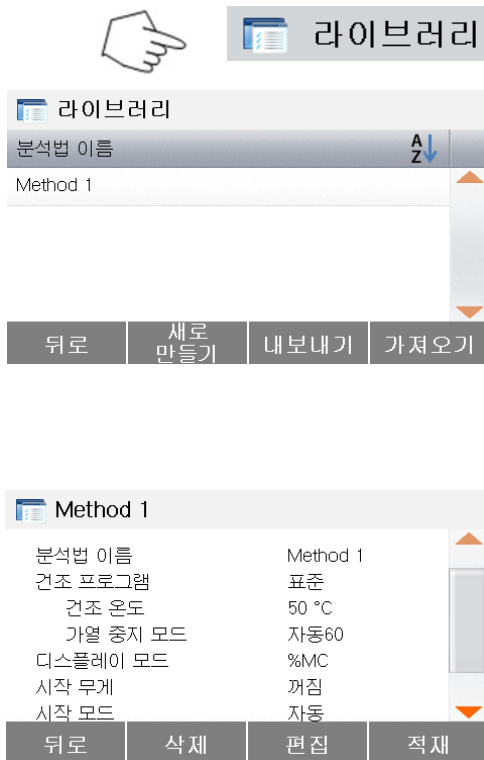 라이브러리
라이브러리
분석법 이름 A Z
Method 1
뒤로 새로 만들기 내보내기 가져오기
Method 1
분석법 이름 Method 1
건조 프로그램 표준
건조 온도 50 °C
가열 중지 모드 자동60
디스플레이 모드 %MC
시작 무게 꺼짐
시작 모드 자동
뒤로 삭제 편집 적재